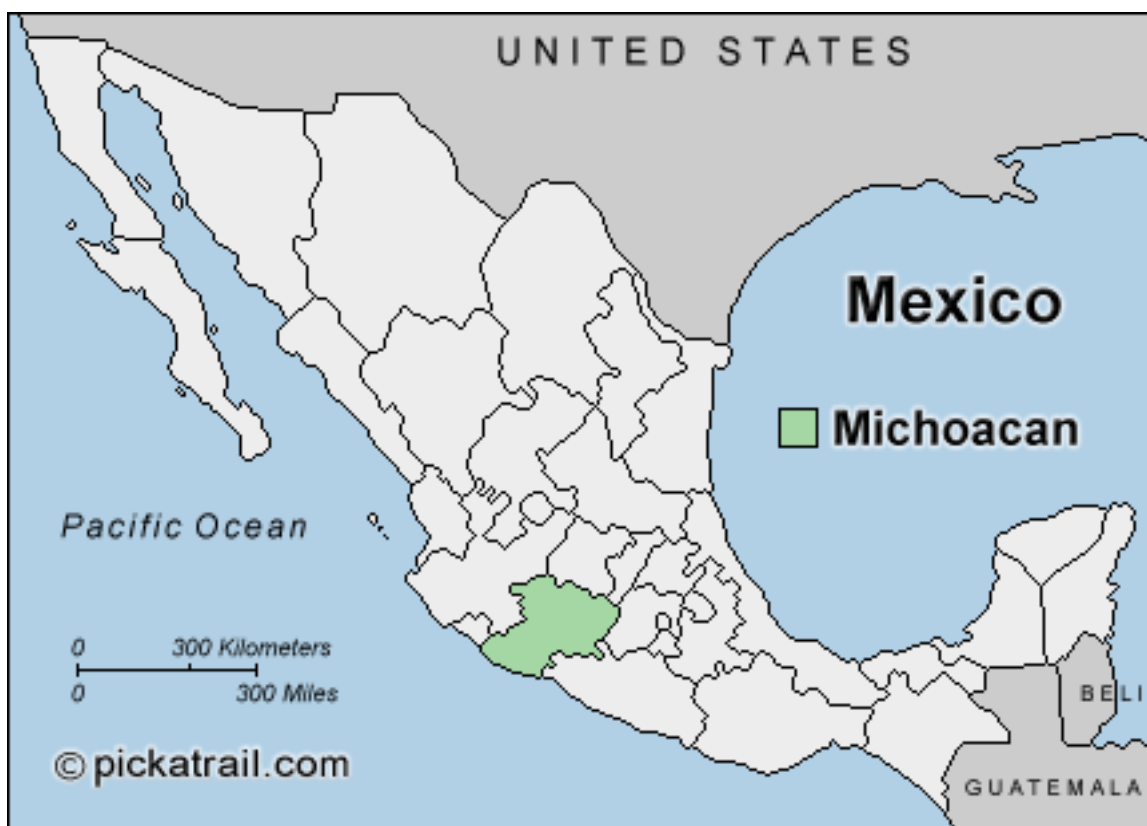 UNITED STATES
Mexico
Michoacan
Pacific Ocean
0 300 Kilometers
0 300 Miles
BELI
© pickatrail.com
GUATEMALA